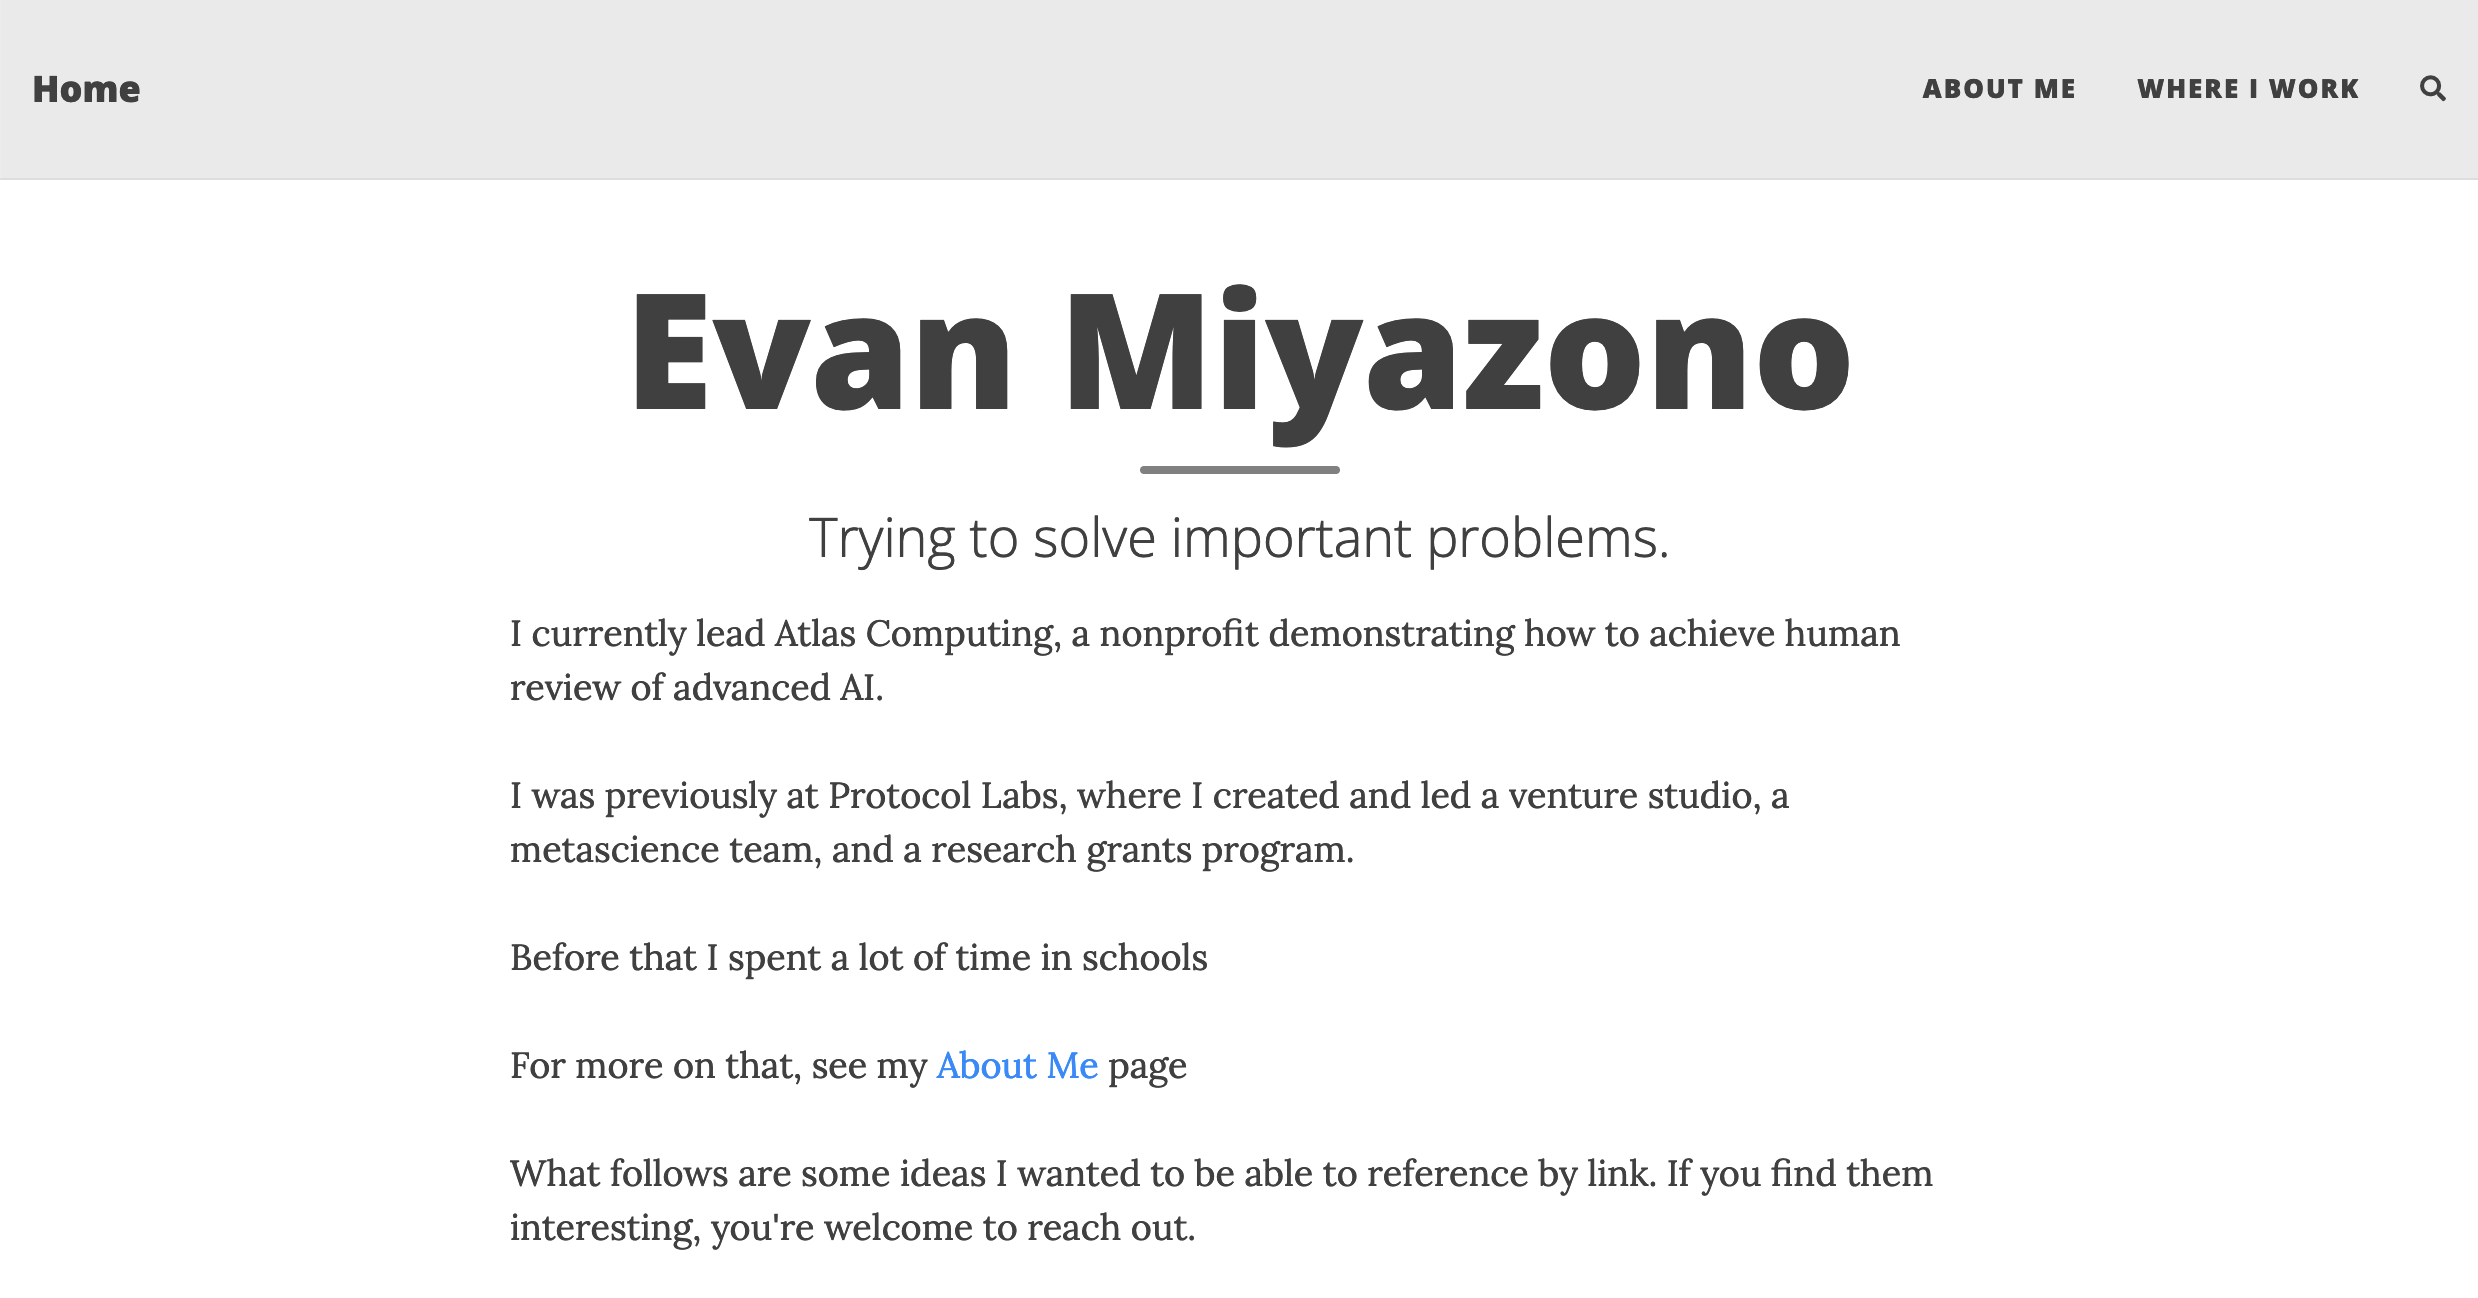 Home
ABOUT ME
WHERE I WORK
Evan Miyazono
Trying to solve important problems.
I currently lead Atlas Computing, a nonprofit demonstrating how to achieve human
review of advanced AI.
I was previously at Protocol Labs, where I created and led a venture studio, a
metascience team, and a research grants program.
Before that I spent a lot of time in schools
For more on that, see my About Me page
What follows are some ideas I wanted to be able to reference by link. If you find them
interesting, you're welcome to reach out.